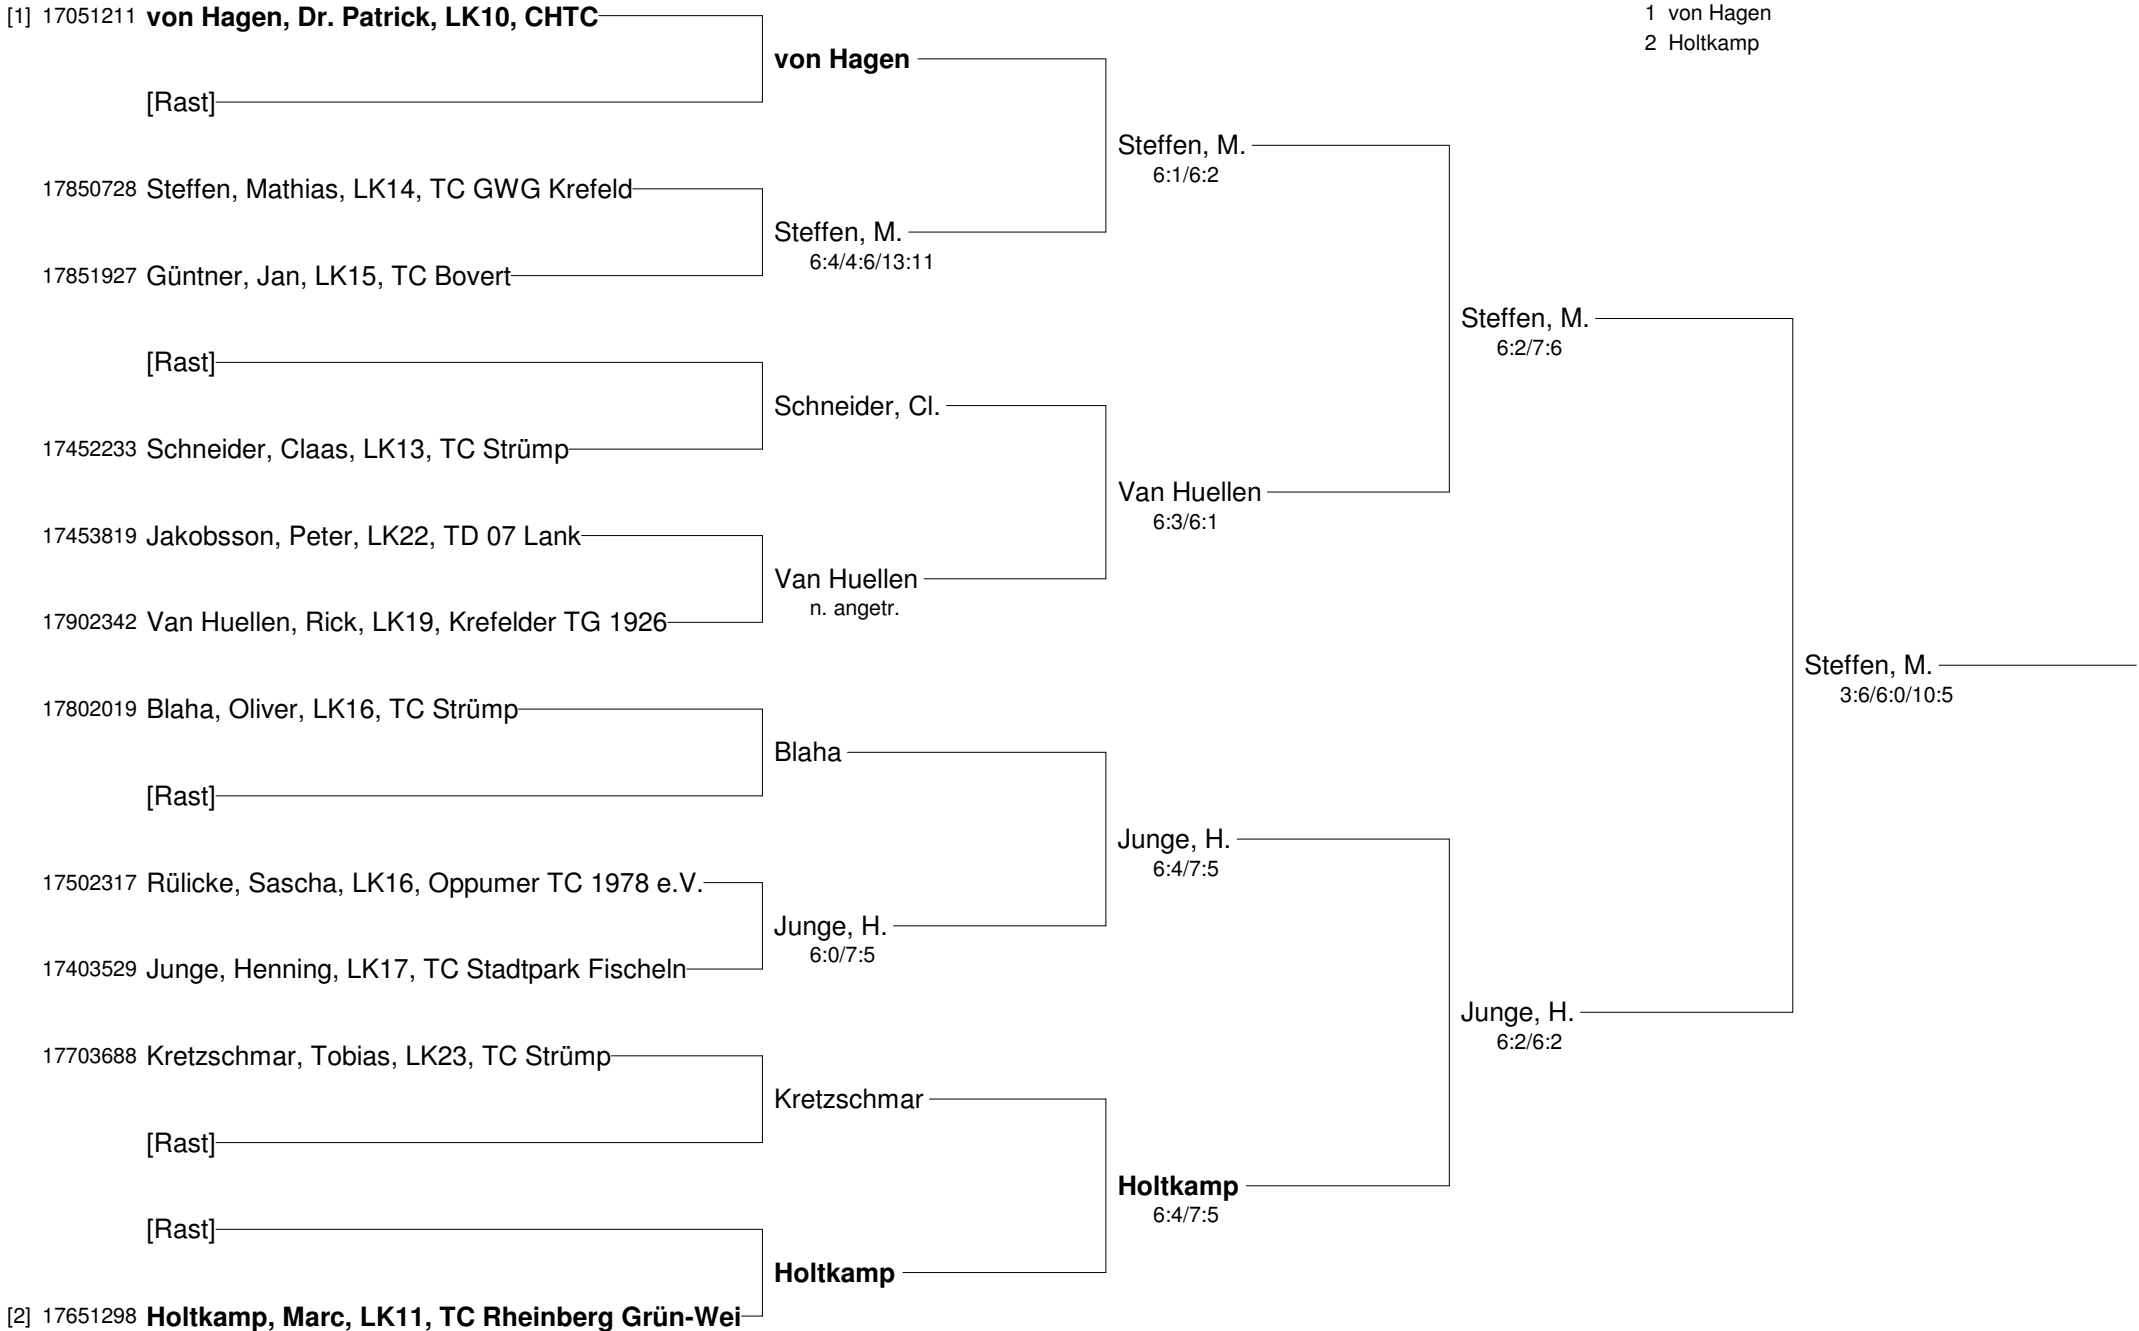 [1] 17051211 von Hagen, Dr. Patrick, LK10, CHTC
[Rast]
17850728 Steffen, Mathias, LK14, TC GWG Krefeld
17851927 Güntner, Jan, LK15, TC Bovert
[Rast]
17452233 Schneider, Claas, LK13, TC Strümp
17453819 Jakobsson, Peter, LK22, TD 07 Lank
17902342 Van Huellen, Rick, LK19, Krefelder TG 1926
17802019 Blaha, Oliver, LK16, TC Strümp
[Rast]
17502317 Rülicke, Sascha, LK16, Oppumer TC 1978 e.V.
17403529 Junge, Henning, LK17, TC Stadtpark Fischeln
17703688 Kretzschmar, Tobias, LK23, TC Strümp
[Rast]
[Rast]
[2] 17651298 Holtkamp, Marc, LK11, TC Rheinberg Grün-Wei
von Hagen
Steffen, M.
6:4/4:6/13:11
Schneider, Cl.
Van Huellen
n. angetr.
Blaha
Junge, H.
6:0/7:5
Kretzschmar
Holtkamp
Steffen, M.
6:1/6:2
Van Huellen
6:3/6:1
Junge, H.
6:4/7:5
Holtkamp
6:4/7:5
Steffen, M.
6:2/7:6
Junge, H.
6:2/6:2
Steffen, M.
3:6/6:0/10:5
1 von Hagen
2 Holtkamp